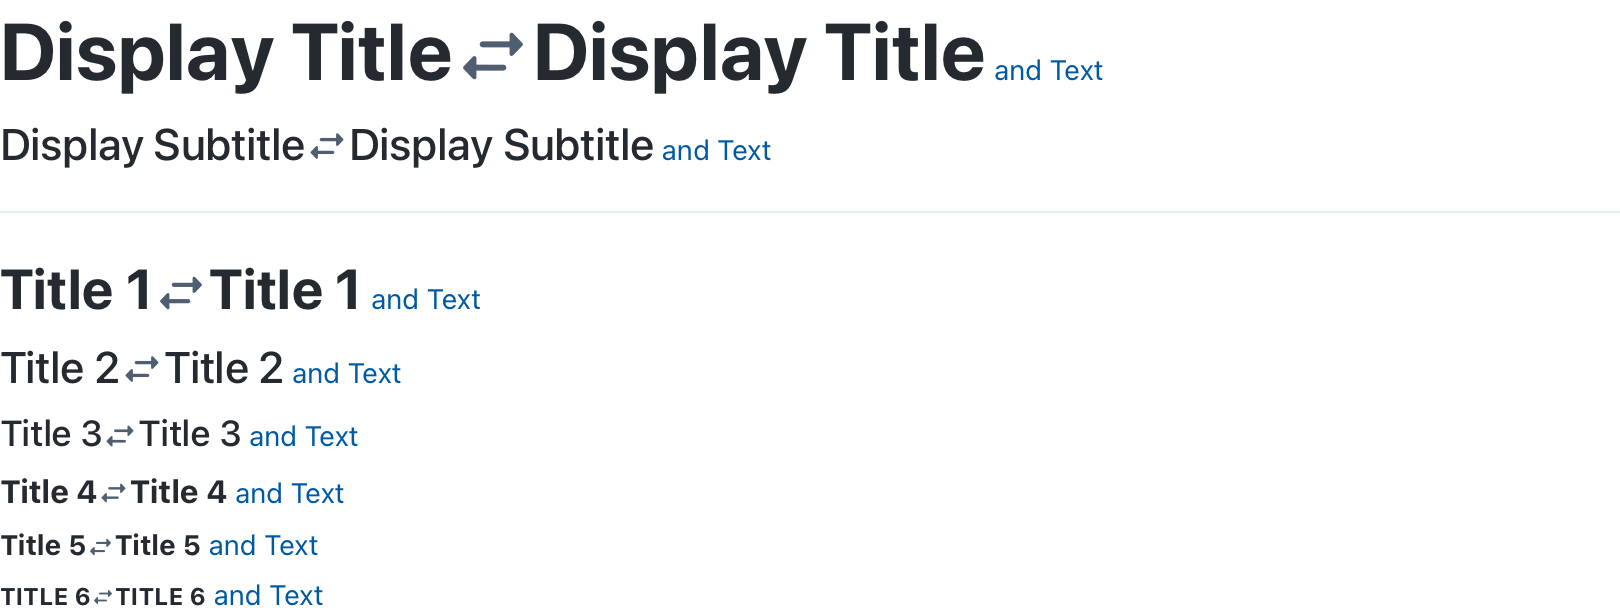 Display Title ⇄ Display Title and Text
Display Subtitle ⇄ Display Subtitle and Text
Title 1 ⇄ Title 1 and Text
Title 2 ⇄ Title 2 and Text
Title 3 ⇄ Title 3 and Text
Title 4 ⇄ Title 4 and Text
Title 5 ⇄ Title 5 and Text
TITLE 6 ⇄ TITLE 6 and Text